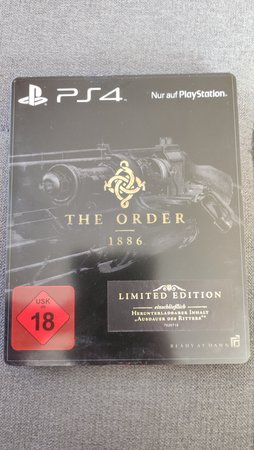 PS4
Nur auf PlayStation.
THE ORDER
1886
LIMITED EDITION
einschließlich
HERUNTERLADBARER INHALT
„AUSDAUER DES RITTERS“
USK
18
READY AT DAWN